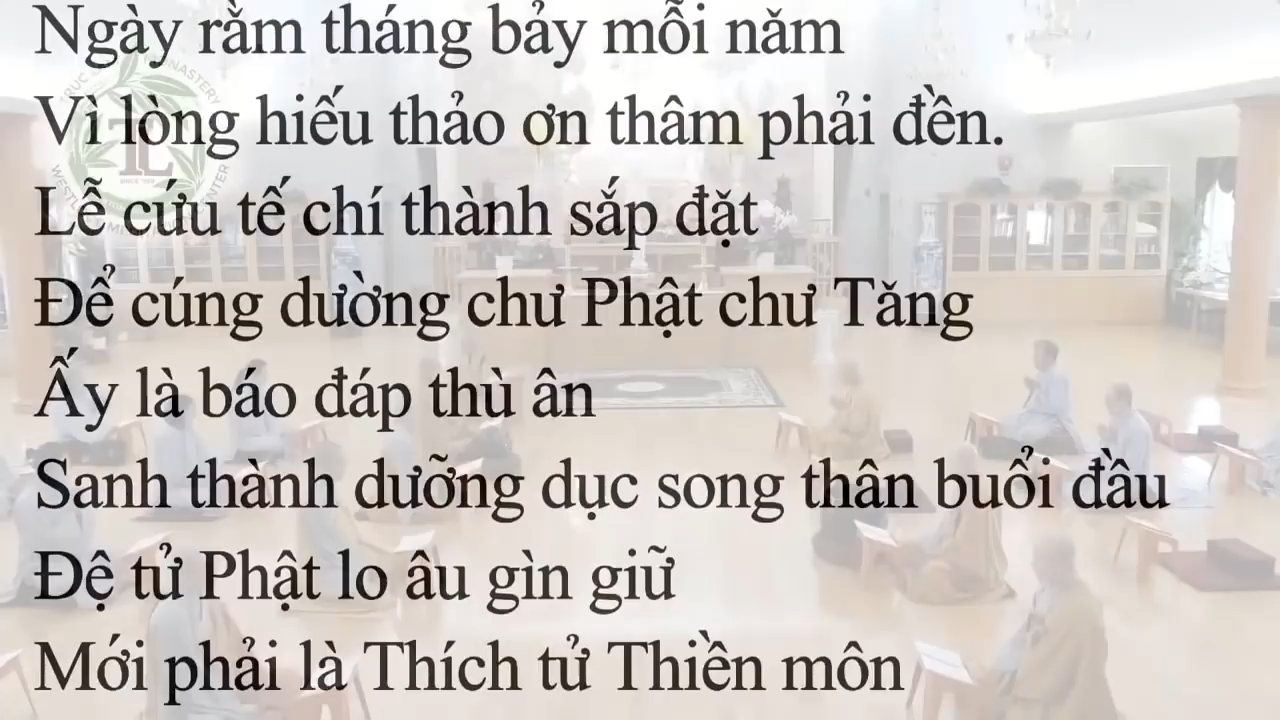 Ngày rằm tháng bảy mỗi năm
Vì lòng hiếu thảo ơn thâm phải đền.
Lễ cứu tế chí thành sắp đặt
Để cúng dường chư Phật chư Tăng
Ấy là báo đáp thù ân
Sanh thành dưỡng dục song thân buổi đầu
Đệ tử Phật lo âu gìn giữ
Mới phải là Thích tử Thiền môn